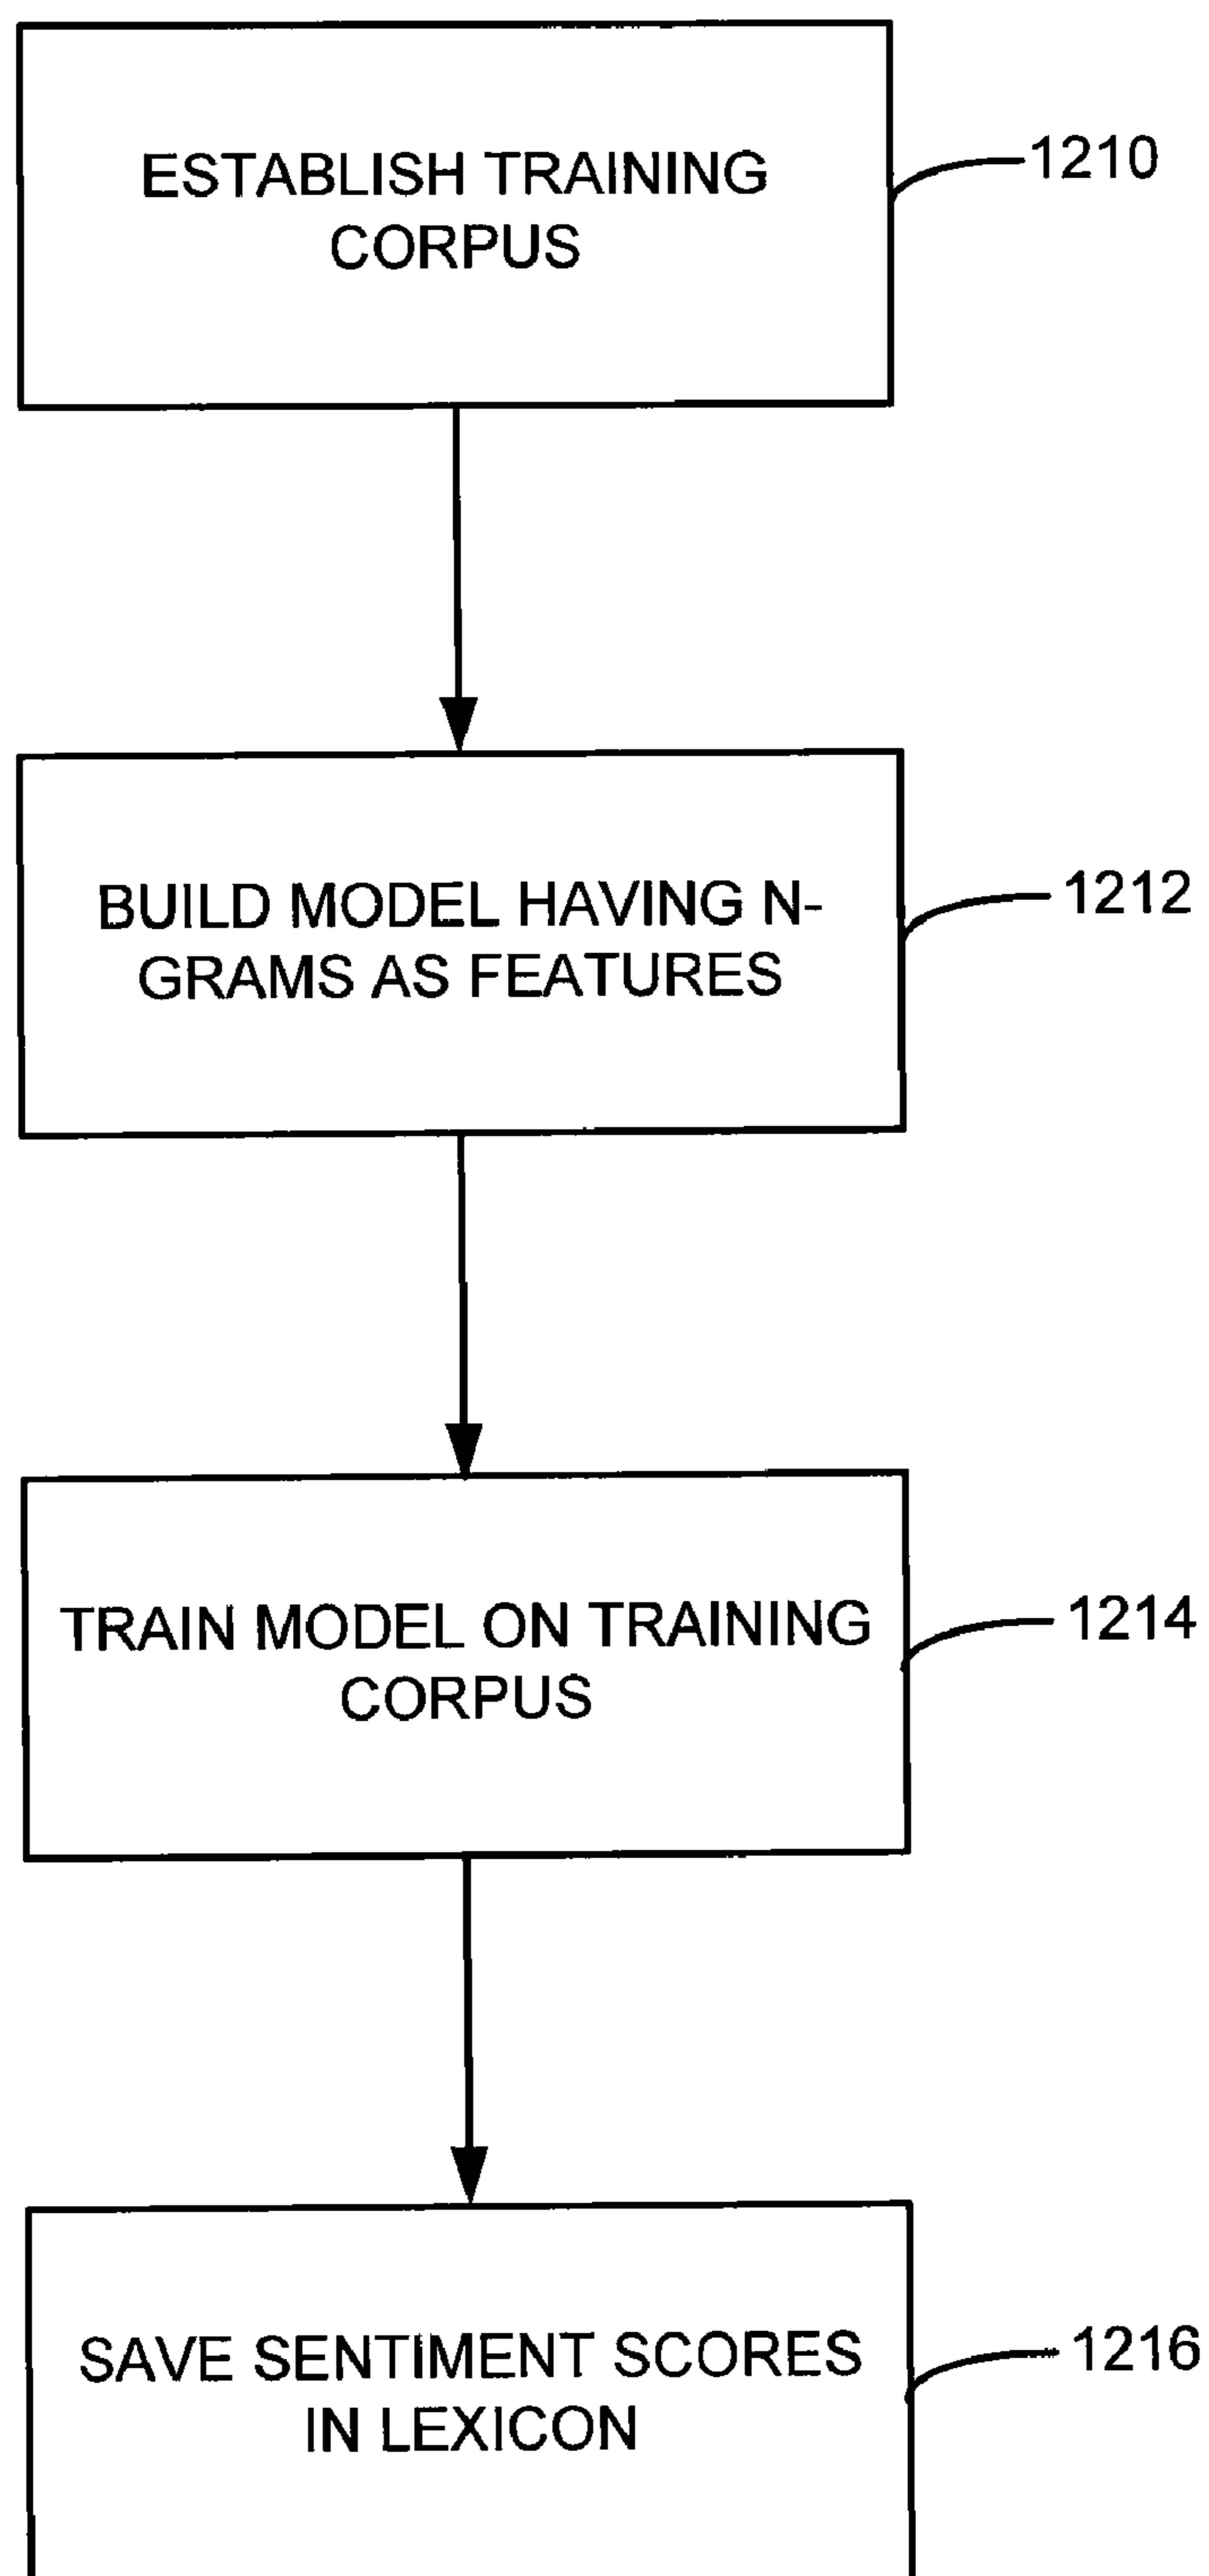 ESTABLISH TRAINING
CORPUS
1210
BUILD MODEL HAVING N-
GRAMS AS FEATURES
1212
TRAIN MODEL ON TRAINING
CORPUS
1214
SAVE SENTIMENT SCORES
IN LEXICON
1216